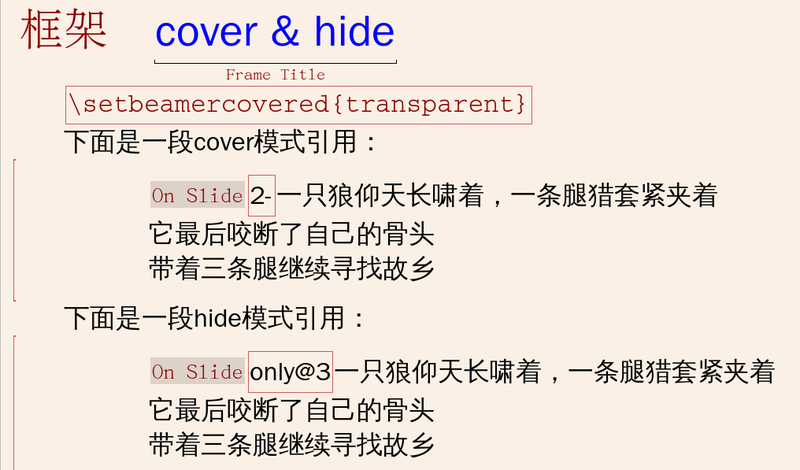 框架 cover & hide
Frame Title
\setbeamercovered{transparent}
下面是一段cover模式引用：
On Slide 2-一只狼仰天长啸着，一条腿猎套紧夹着
它最后咬断了自己的骨头
带着三条腿继续寻找故乡
下面是一段hide模式引用：
On Slide only@3一只狼仰天长啸着，一条腿猎套紧夹着
它最后咬断了自己的骨头
带着三条腿继续寻找故乡